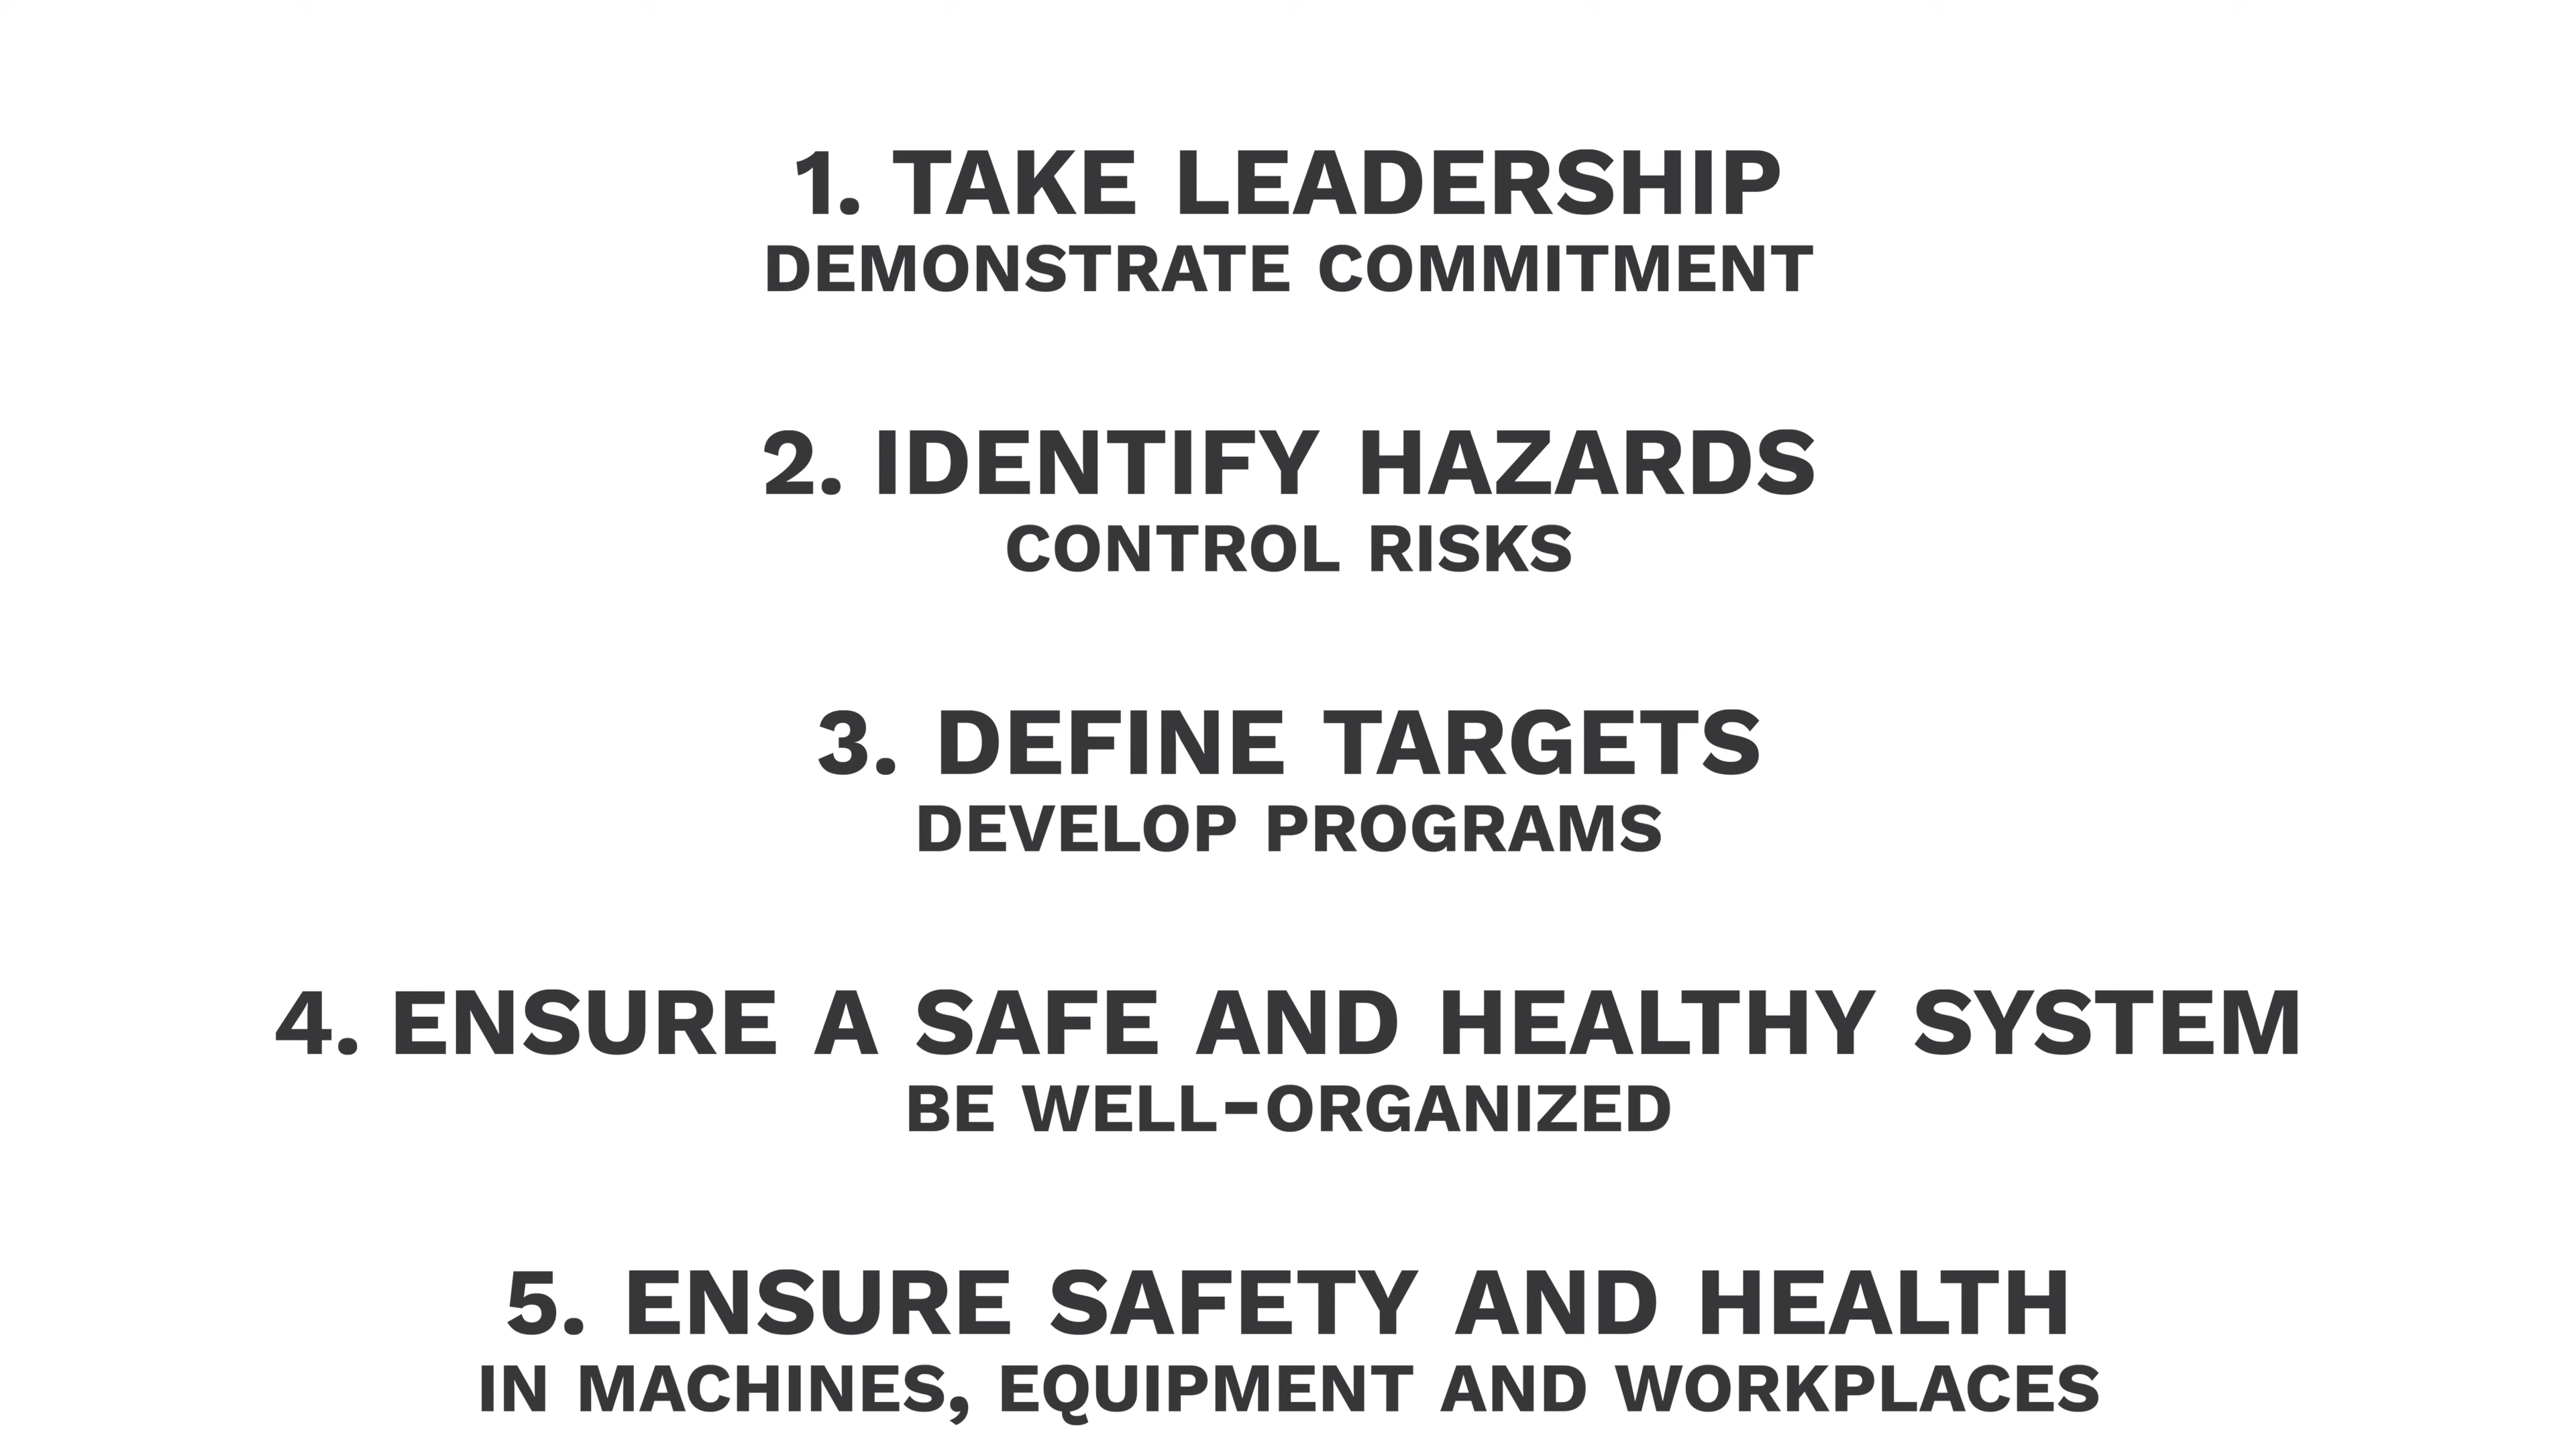 1. TAKE LEADERSHIP
DEMONSTRATE COMMITMENT
2. IDENTIFY HAZARDS
CONTROL RISKS
3. DEFINE TARGETS
DEVELOP PROGRAMS
4. ENSURE A SAFE AND HEALTHY SYSTEM
BE WELL-ORGANIZED
5. ENSURE SAFETY AND HEALTH
IN MACHINES, EQUIPMENT AND WORKPLACES